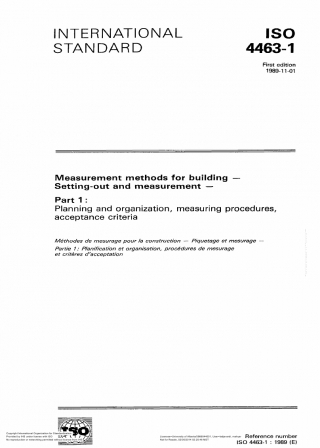 INTERNATIONAL
STANDARD
ISO
4463-1
First edition
1989-11-01
Measurement methods for building —
Setting-out and measurement —
Part 1:
Planning and organization, measuring procedures,
acceptance criteria
Méthodes de mesurage pour la construction — Piquetage et mesurage —
Partie 1: Planification et organisation, procédures de mesurage
et critères d'acceptation
ISO
Reference number
ISO 4463-1 : 1989 (E)